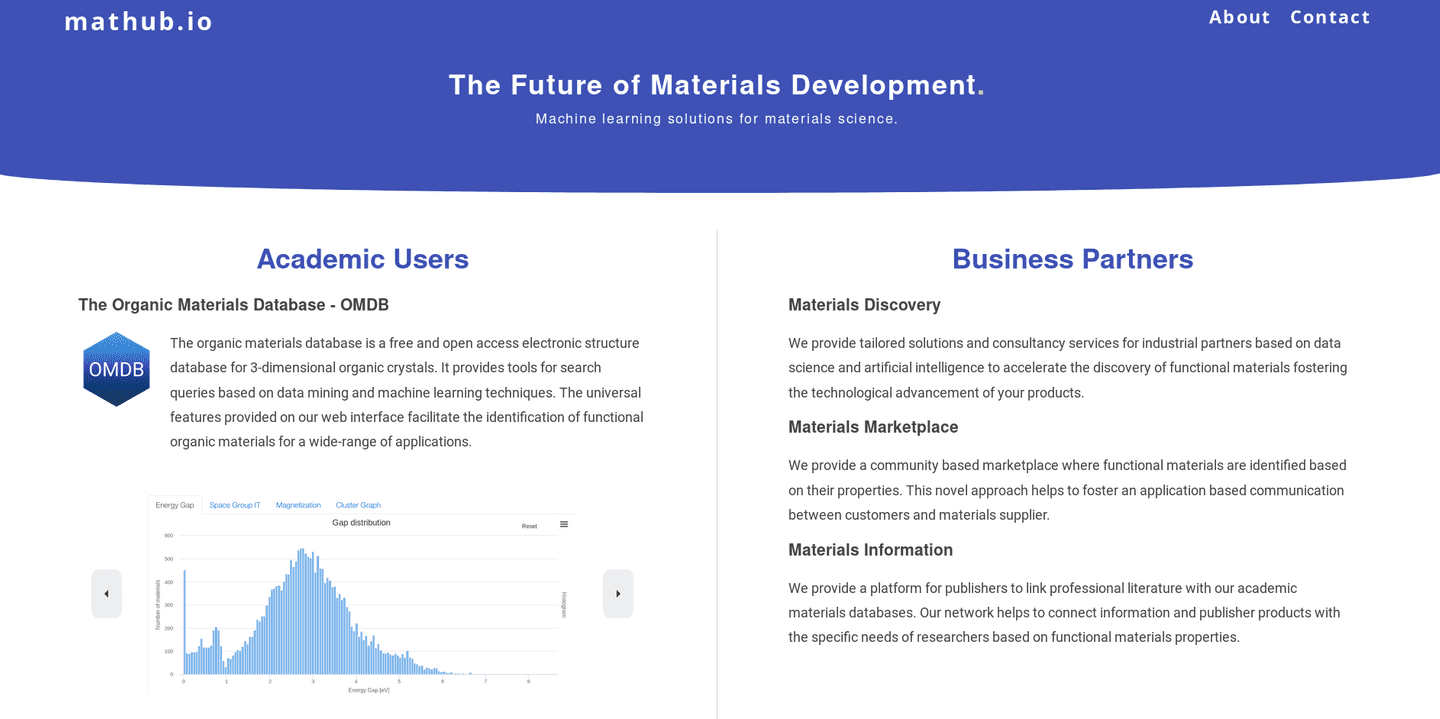 mathub.io
About Contact
The Future of Materials Development.
Machine learning solutions for materials science.
Academic Users
The Organic Materials Database - OMDB
OMDB
The organic materials database is a free and open access electronic structure
database for 3-dimensional organic crystals. It provides tools for search
queries based on data mining and machine learning techniques. The universal
features provided on our web interface facilitate the identification of functional
organic materials for a wide-range of applications.
Energy Gap Space Group IT Magnetization Cluster Graph
Gap distribution
Reset
Number of materials
600
500
400
300
200
100
0
0 1 2 3 4 5 6 7 8
Energy Gap [eV]
Histogram
Business Partners
Materials Discovery
We provide tailored solutions and consultancy services for industrial partners based on data
science and artificial intelligence to accelerate the discovery of functional materials fostering
the technological advancement of your products.
Materials Marketplace
We provide a community based marketplace where functional materials are identified based
on their properties. This novel approach helps to foster an application based communication
between customers and materials supplier.
Materials Information
We provide a platform for publishers to link professional literature with our academic
materials databases. Our network helps to connect information and publisher products with
the specific needs of researchers based on functional materials properties.